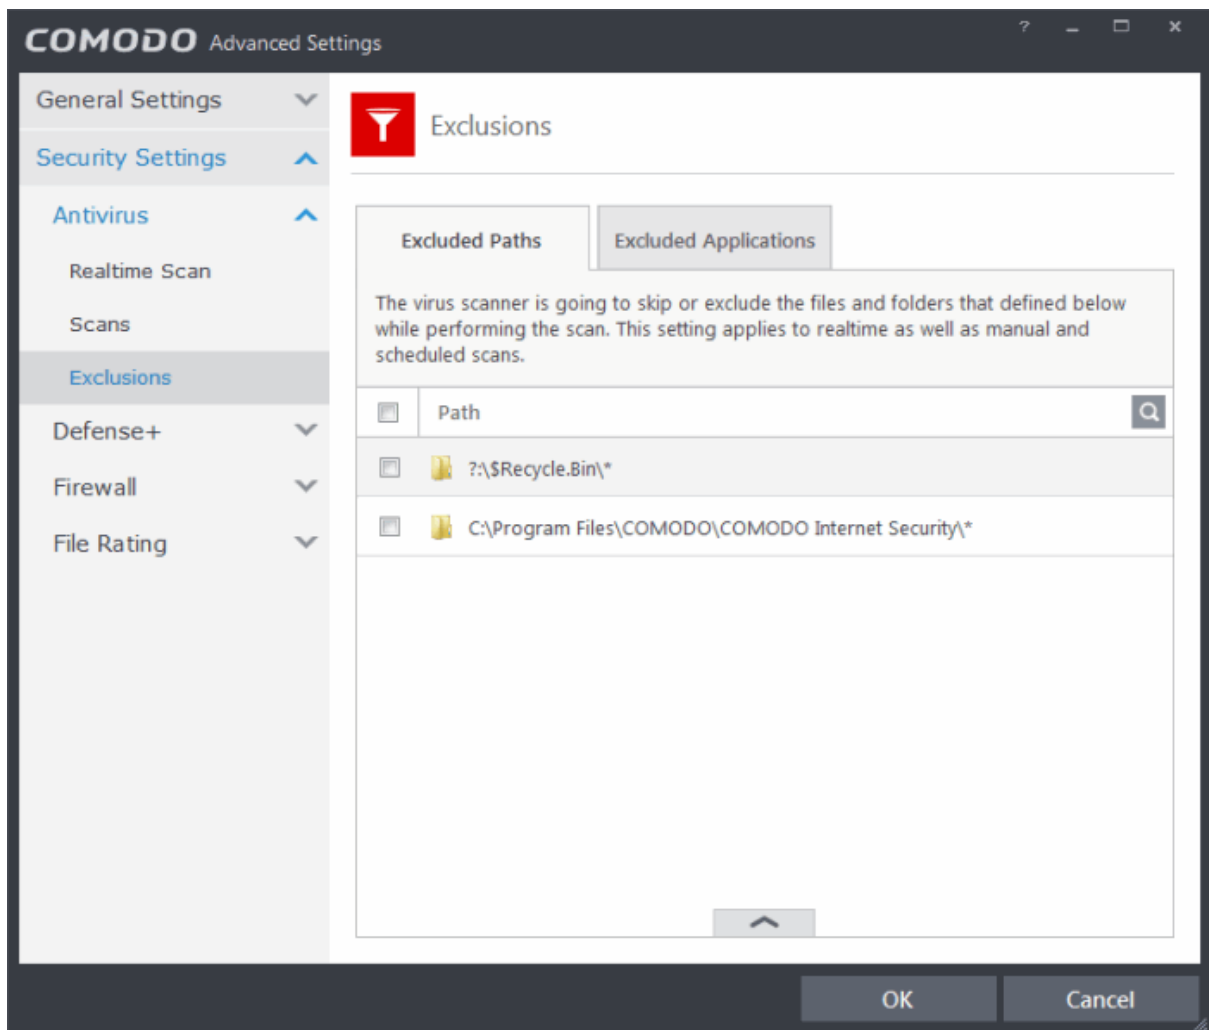 COMODO Advanced Settings
?
General Settings
Security Settings
Antivirus
Realtime Scan
Scans
Exclusions
Defense+
Firewall
File Rating
Exclusions
Excluded Paths
Excluded Applications
The virus scanner is going to skip or exclude the files and folders that defined below
while performing the scan. This setting applies to realtime as well as manual and
scheduled scans.
Path
?:\$Recycle.Bin\*
C:\Program Files\COMODO\COMODO Internet Security\*
OK
Cancel